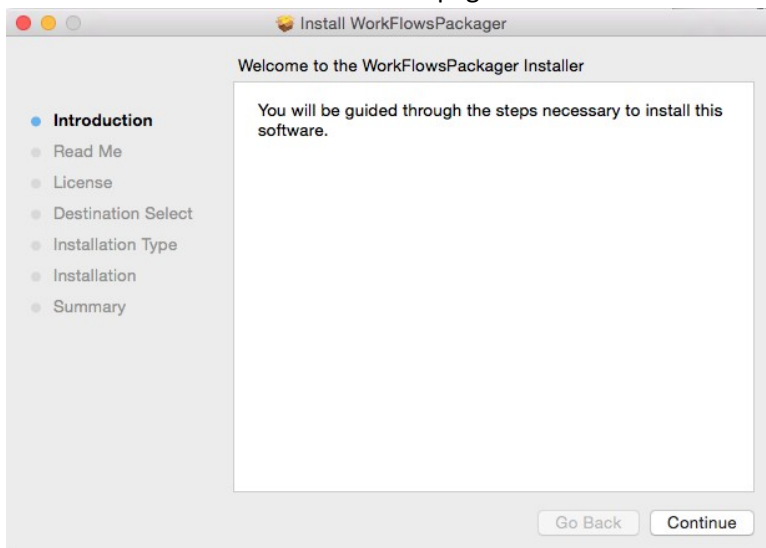 Install WorkFlowsPackager
Welcome to the WorkFlowsPackager Installer
Introduction
Read Me
License
Destination Select
Installation Type
Installation
Summary
You will be guided through the steps necessary to install this
software.
Go Back
Continue